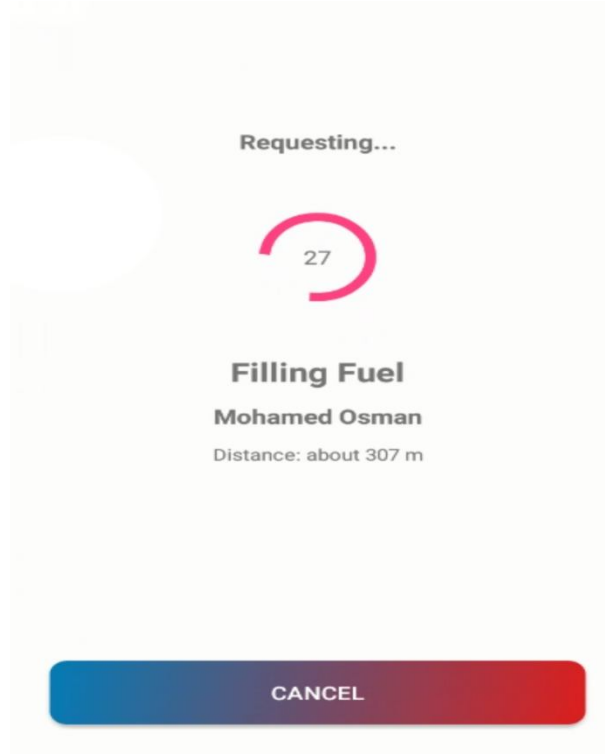 Requesting...
27
Filling Fuel
Mohamed Osman
Distance: about 307 m
CANCEL